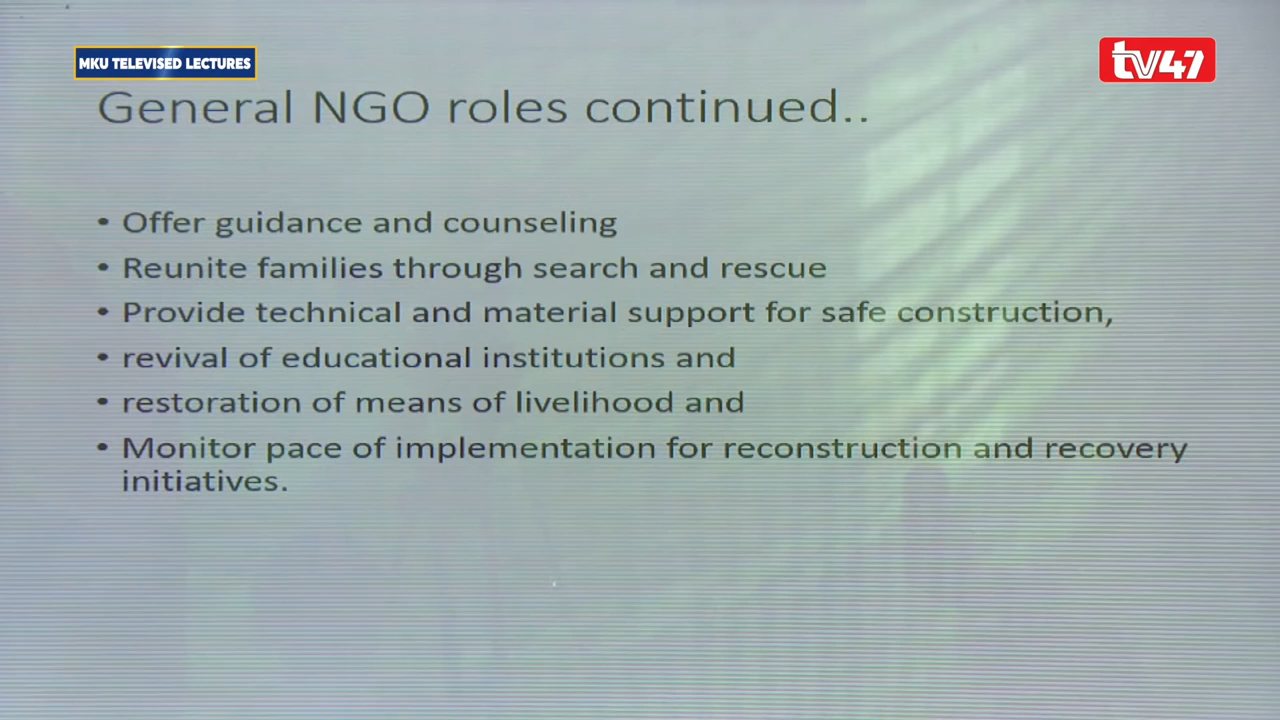 MKU TELEVISED LECTURES
tv47
General NGO roles continued..
• Offer guidance and counseling
• Reunite families through search and rescue
• Provide technical and material support for safe construction,
• revival of educational institutions and
• restoration of means of livelihood and
• Monitor pace of implementation for reconstruction and recovery
initiatives.